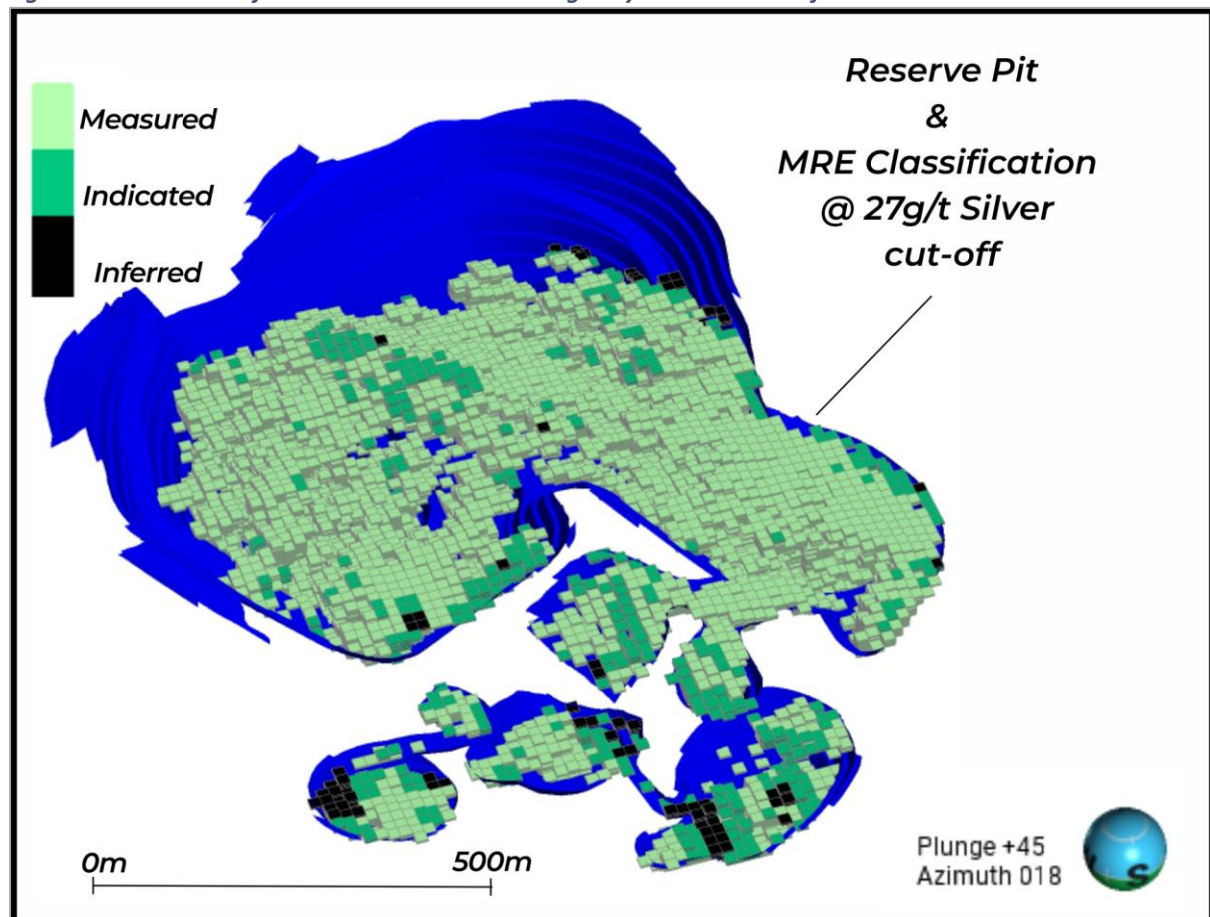 Measured
Indicated
Inferred
Reserve Pit
&
MRE Classification
@ 27g/t Silver
cut-off
0m
500m
Plunge +45
Azimuth 018
S